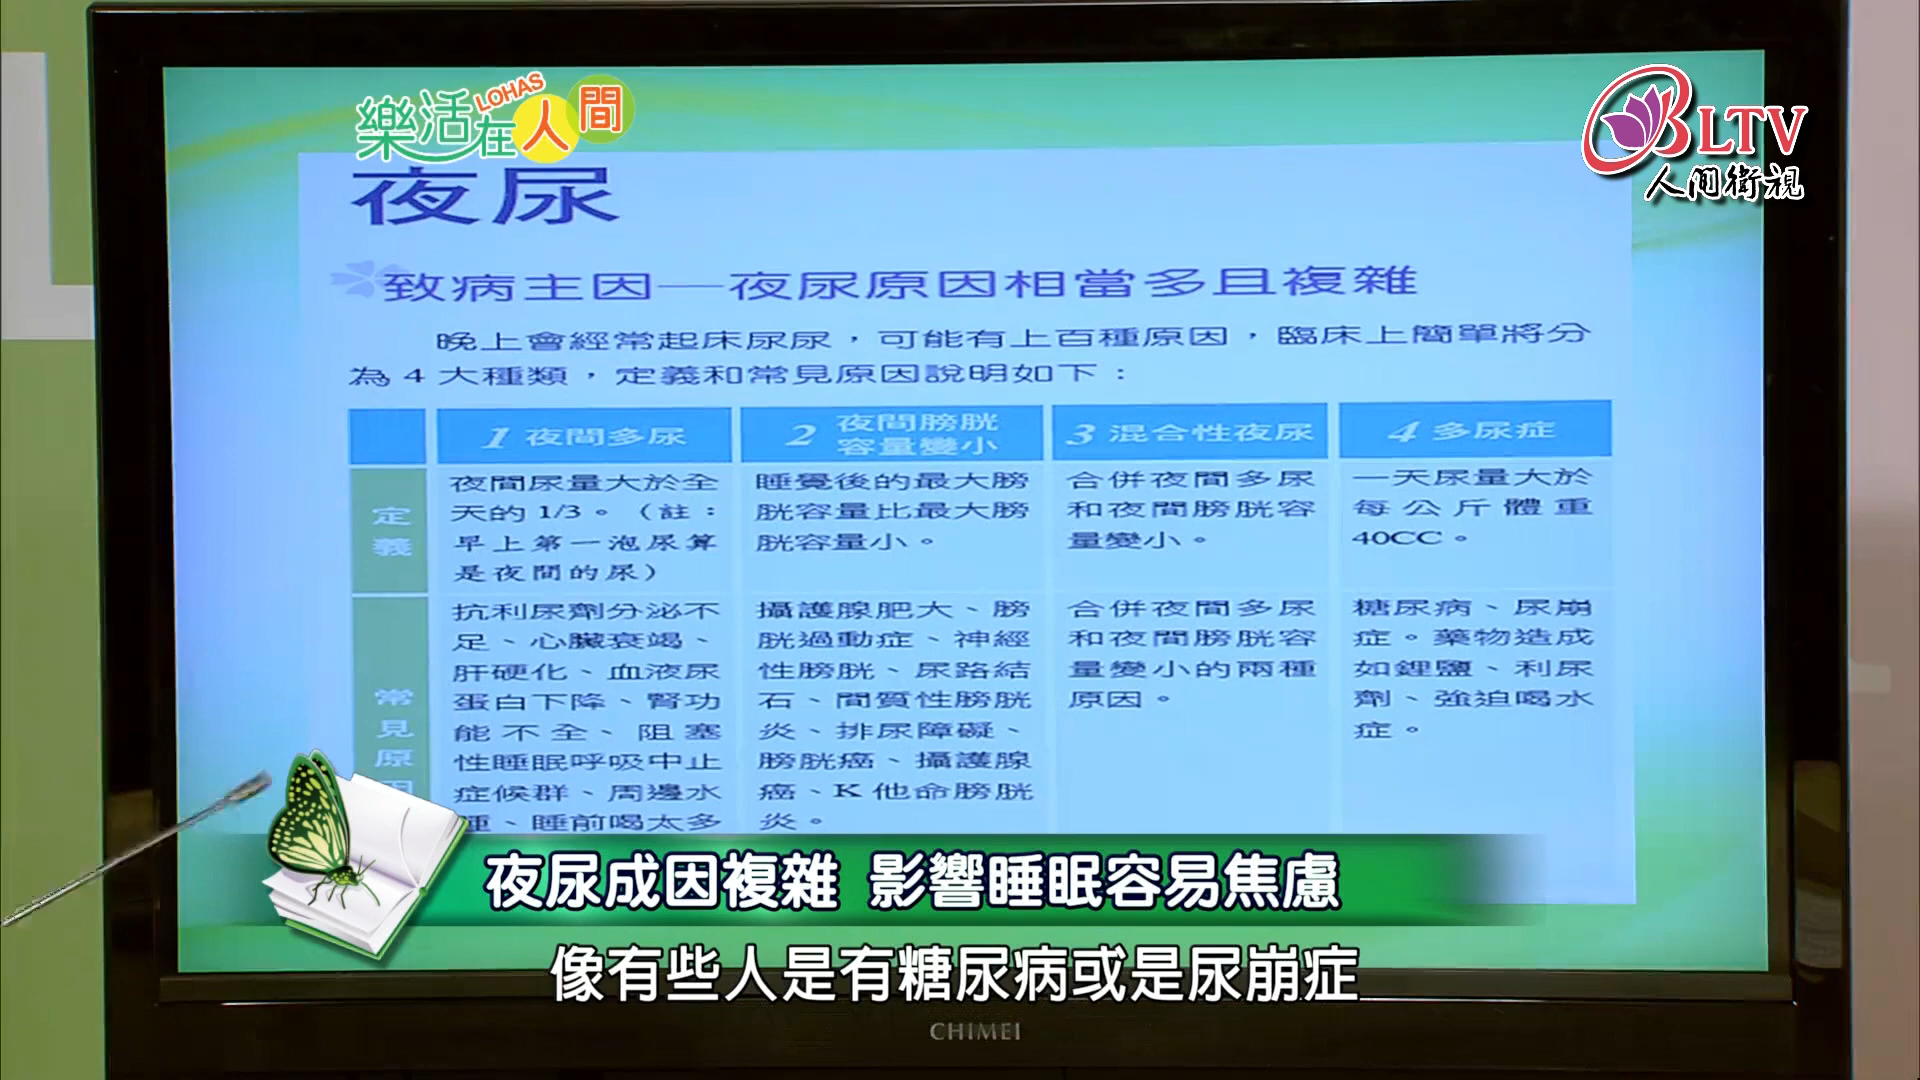 樂活在人間
LOHAS
BLTV
人間衛視
夜尿
致病主因—夜尿原因相當多且複雜
晚上會經常起床尿尿，可能有上百種原因，臨床上簡單將分
為4大種類，定義和常見原因說明如下：
1 夜間多尿
2 夜間膀胱
容量變小
3 混合性夜尿
4 多尿症
定
義
夜間尿量大於全
天的1/3。（註：
早上第一泡尿算
是夜間的尿）
睡覺後的最大膀
胱容量比最大膀
胱容量小。
合併夜間多尿
和夜間膀胱容
量變小。
一天尿量大於
每公斤體重
40CC。
常
見
原
因
抗利尿劑分泌不
足、心臟衰竭、
肝硬化、血液尿
蛋白下降、腎功
能不全、阻塞
性睡眠呼吸中止
症候群、周邊水
腫、睡前喝太多
攝護腺肥大、膀
胱過動症、神經
性膀胱、尿路結
石、間質性膀胱
炎、排尿障礙、
膀胱癌、攝護腺
癌、K他命膀胱
炎。
合併夜間多尿
和夜間膀胱容
量變小的兩種
原因。
糖尿病、尿崩
症。藥物造成
如鋰鹽、利尿
劑、強迫喝水
症。
夜尿成因複雜 影響睡眠容易焦慮
像有些人是有糖尿病或是尿崩症
CHIMEI